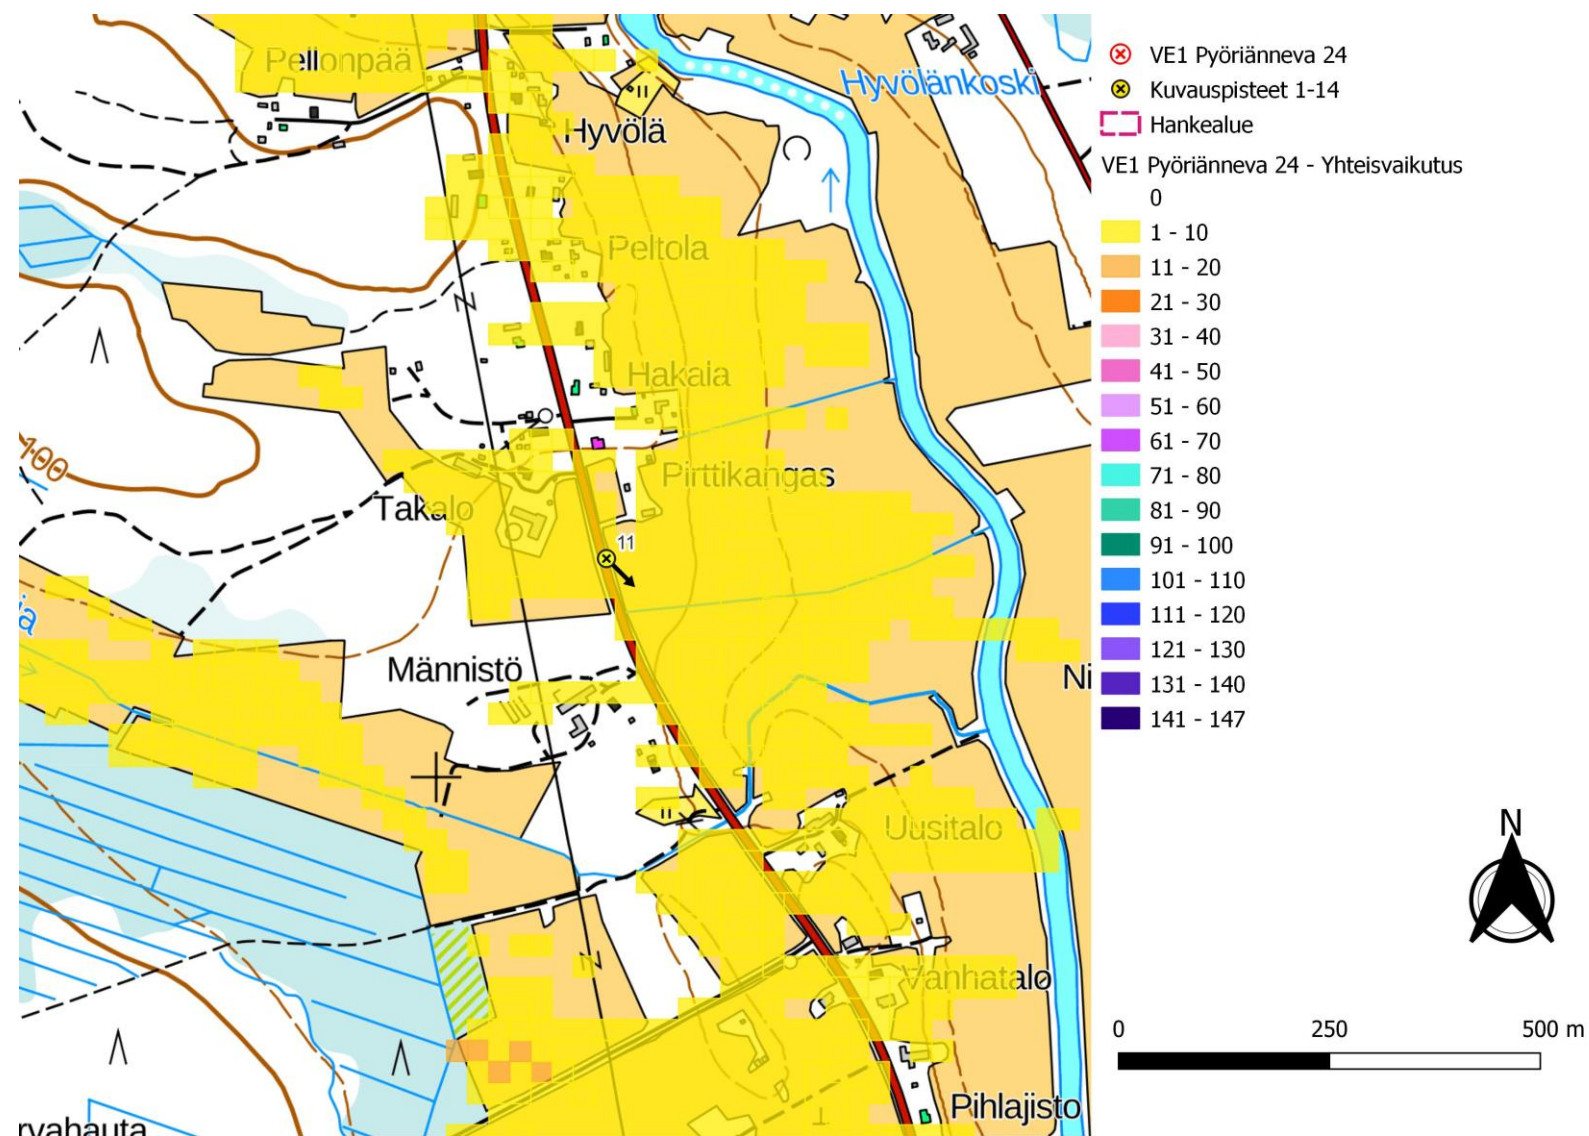 Pellonpää
Hyvölänkoski
Hyvölä
Peltola
Hakala
100
Pirttikangas
Takalo
11
Männistö
Ni
Uusitalo
Vanhatalo
Pihlajisto
rvahauta
VE1 Pyöriänneva 24
Kuvauspisteet 1-14
Hankealue
VE1 Pyöriänneva 24 - Yhteisvaikutus
0
1 - 10
11 - 20
21 - 30
31 - 40
41 - 50
51 - 60
61 - 70
71 - 80
81 - 90
91 - 100
101 - 110
111 - 120
121 - 130
131 - 140
141 - 147
N
0 250 500 m